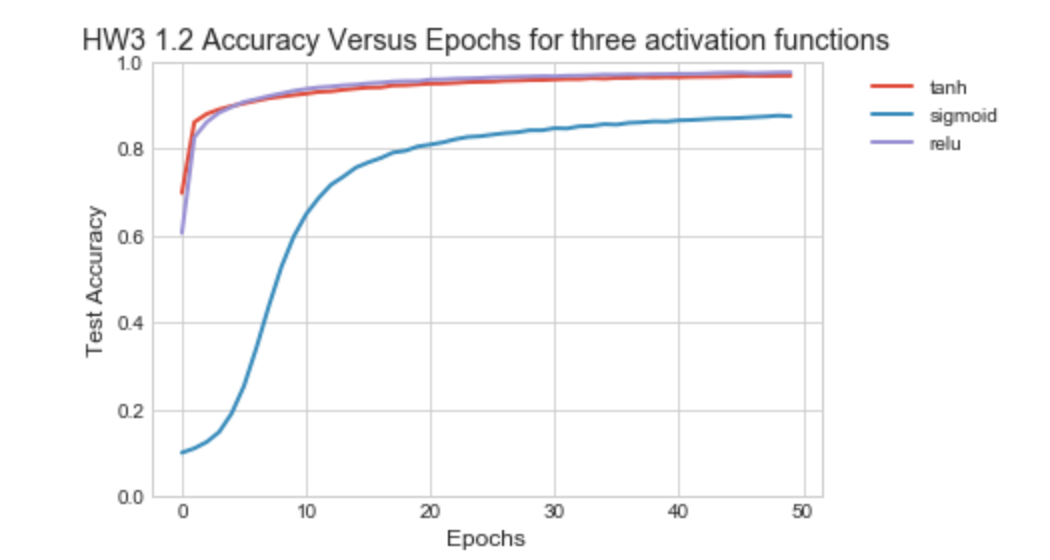 HW3 1.2 Accuracy Versus Epochs for three activation functions
1.0
0.8
0.6
0.4
0.2
0.0
Test Accuracy
0 10 20 30 40 50
Epochs
tanh
sigmoid
relu